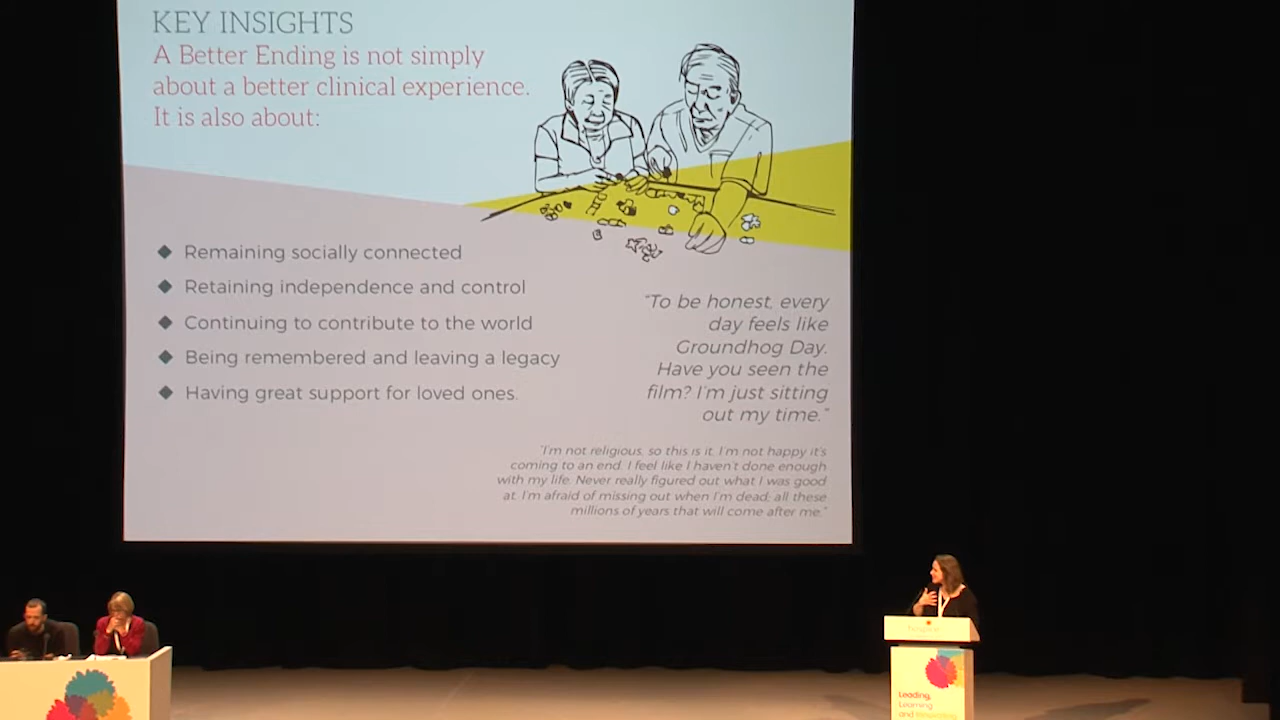 KEY INSIGHTS
A Better Ending is not simply
about a better clinical experience.
It is also about:
Remaining socially connected
Retaining independence and control
Continuing to contribute to the world
Being remembered and leaving a legacy
Having great support for loved ones.
"To be honest, every
day feels like
Groundhog Day.
Have you seen the
film? I'm just sitting
out my time."
"I'm not religious, so this is it. I'm not happy it's
coming to an end. I feel like I haven't done enough
with my life. Never really figured out what I was good
at. I'm afraid of missing out when I'm dead; all these
millions of years that will come after me."
Leading,
Learning
and Innovating